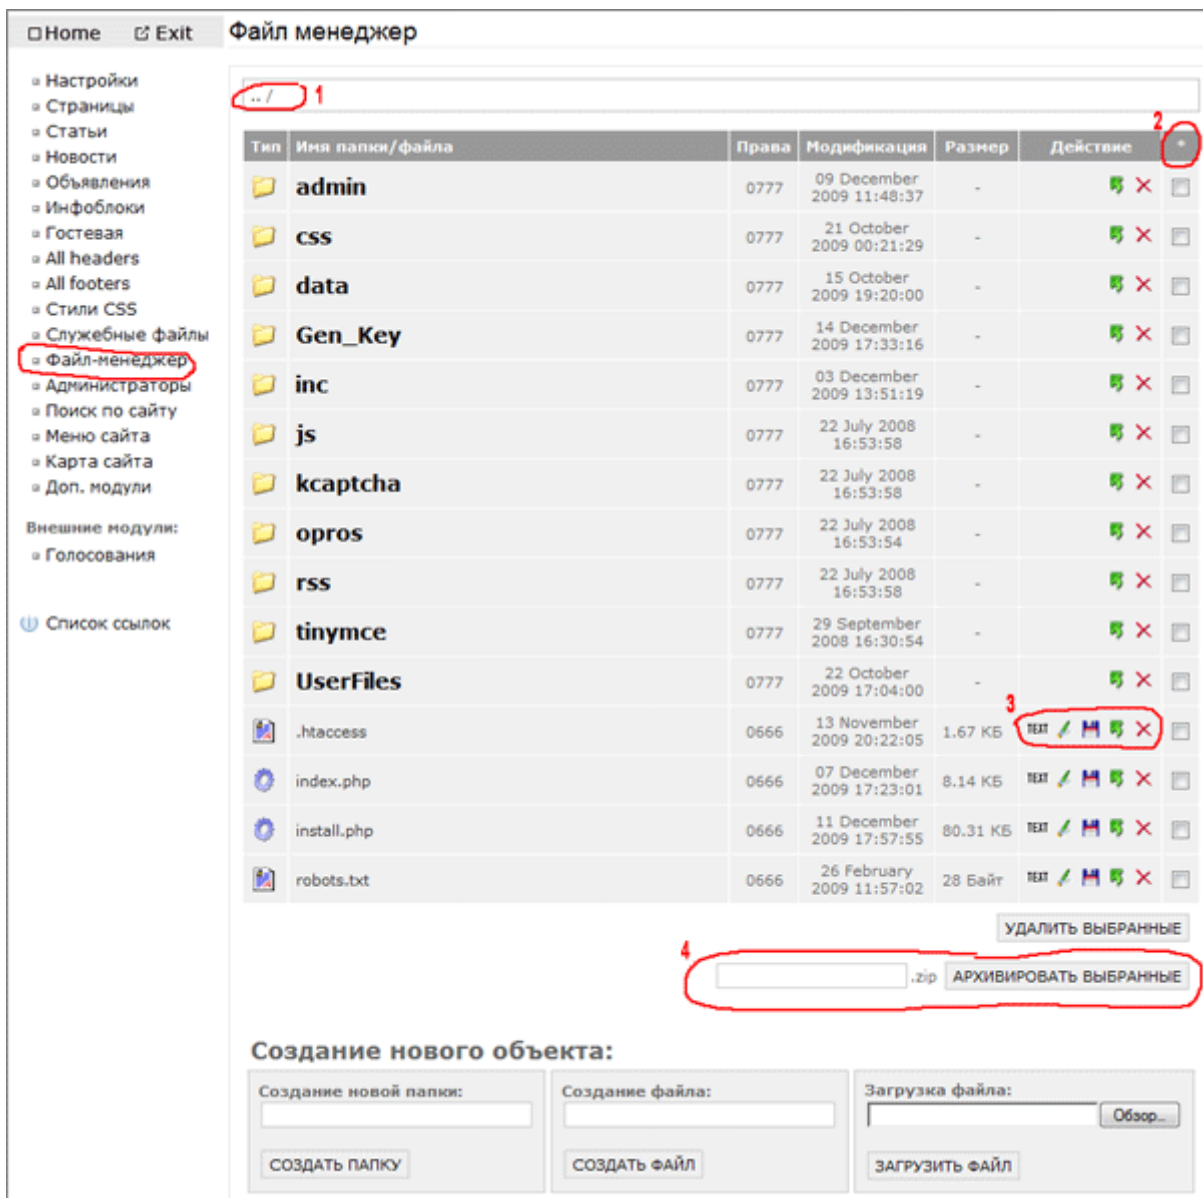 Home Exit Файл менеджер
Настройки
Страницы
Статьи
Новости
Объявления
Инфоблоки
Гостевая
All headers
All footers
Стили CSS
Служебные файлы
Файл-менеджер
Администраторы
Поиск по сайту
Меню сайта
Карта сайта
Доп. модули
Внешние модули:
Голосования
Список ссылок
.. / 1
2
Тип Имя папки/файла Права Модификация Размер Действие *
admin 0777 09 December 2009 11:48:37 -
css 0777 21 October 2009 00:21:29 -
data 0777 15 October 2009 19:20:00 -
Gen_Key 0777 14 December 2009 17:33:16 -
inc 0777 03 December 2009 13:51:19 -
js 0777 22 July 2008 16:53:58 -
kcaptcha 0777 22 July 2008 16:53:58 -
opros 0777 22 July 2008 16:53:54 -
rss 0777 22 July 2008 16:53:58 -
tinymce 0777 29 September 2008 16:30:54 -
UserFiles 0777 22 October 2009 17:04:00 -
3
.htaccess 0666 13 November 2009 20:22:05 1.67 КБ TEXT
index.php 0666 07 December 2009 17:23:01 8.14 КБ TEXT
install.php 0666 11 December 2009 17:57:55 80.31 КБ TEXT
robots.txt 0666 26 February 2009 11:57:02 28 Байт TEXT
УДАЛИТЬ ВЫБРАННЫЕ
4
.zip АРХИВИРОВАТЬ ВЫБРАННЫЕ
Создание нового объекта:
Создание новой папки: Создание файла: Загрузка файла:
Обзор...
СОЗДАТЬ ПАПКУ СОЗДАТЬ ФАЙЛ ЗАГРУЗИТЬ ФАЙЛ